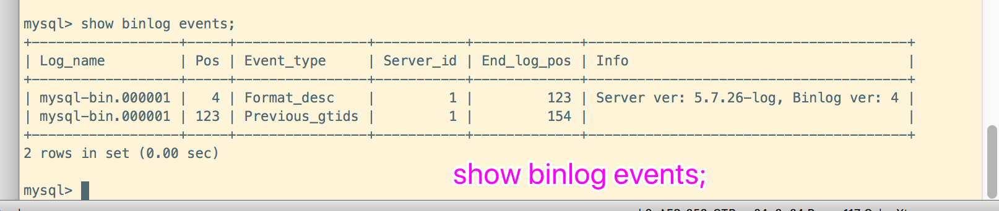 mysql> show binlog events;
+------------------+-----+----------------+-----------+-------------+---------------------------------------+
| Log_name         | Pos | Event_type     | Server_id | End_log_pos | Info                                  |
+------------------+-----+----------------+-----------+-------------+---------------------------------------+
| mysql-bin.000001 |   4 | Format_desc    |         1 |         123 | Server ver: 5.7.26-log, Binlog ver: 4 |
| mysql-bin.000001 | 123 | Previous_gtids |         1 |         154 |                                       |
+------------------+-----+----------------+-----------+-------------+---------------------------------------+
2 rows in set (0.00 sec)
show binlog events;
mysql>